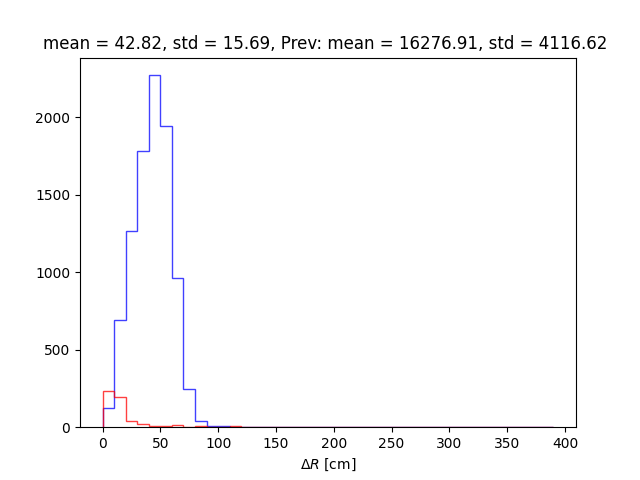 mean = 42.82, std = 15.69, Prev: mean = 16276.91, std = 4116.62
2000
1500
1000
500
0
0 50 100 150 200 250 300 350 400
ΔR [cm]